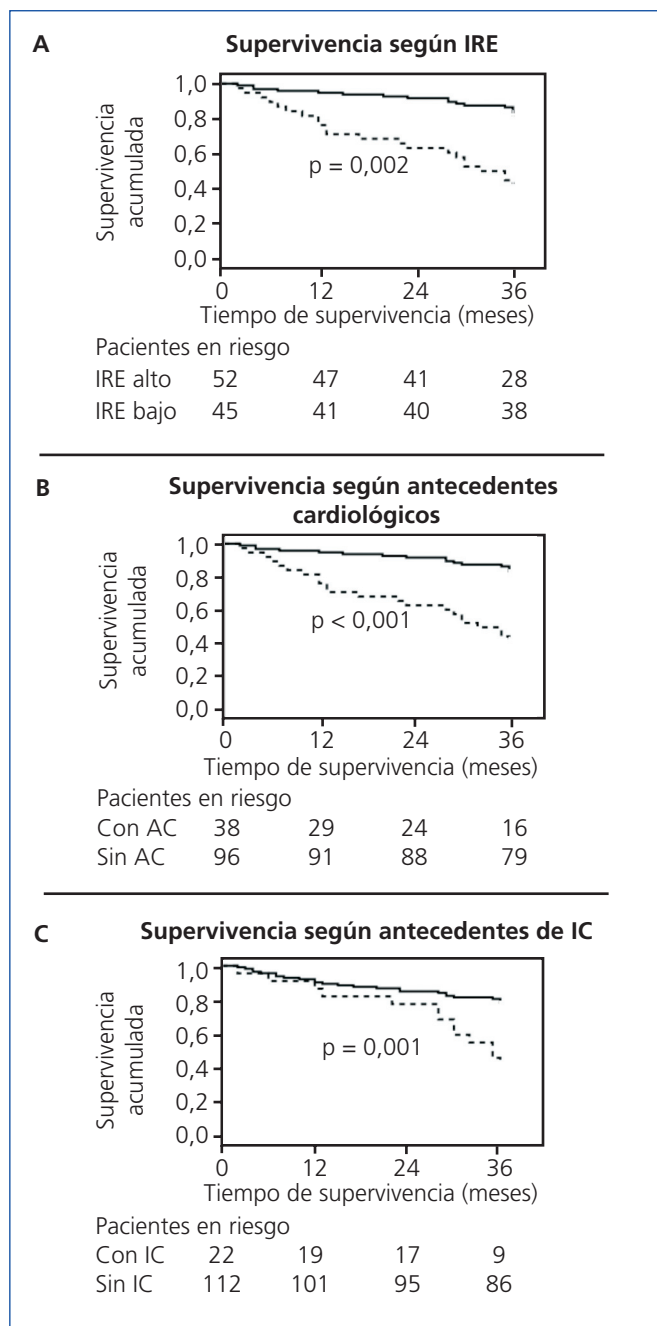 A Supervivencia según IRE
Supervivencia
acumulada
1,0
0,8
0,6
0,4
0,2
0,0
p = 0,002
0 12 24 36
Tiempo de supervivencia (meses)
Pacientes en riesgo
IRE alto 52 47 41 28
IRE bajo 45 41 40 38
B Supervivencia según antecedentes
cardiológicos
Supervivencia
acumulada
1,0
0,8
0,6
0,4
0,2
0,0
p < 0,001
0 12 24 36
Tiempo de supervivencia (meses)
Pacientes en riesgo
Con AC 38 29 24 16
Sin AC 96 91 88 79
C Supervivencia según antecedentes de IC
Supervivencia
acumulada
1,0
0,8
0,6
0,4
0,2
0,0
p = 0,001
0 12 24 36
Tiempo de supervivencia (meses)
Pacientes en riesgo
Con IC 22 19 17 9
Sin IC 112 101 95 86